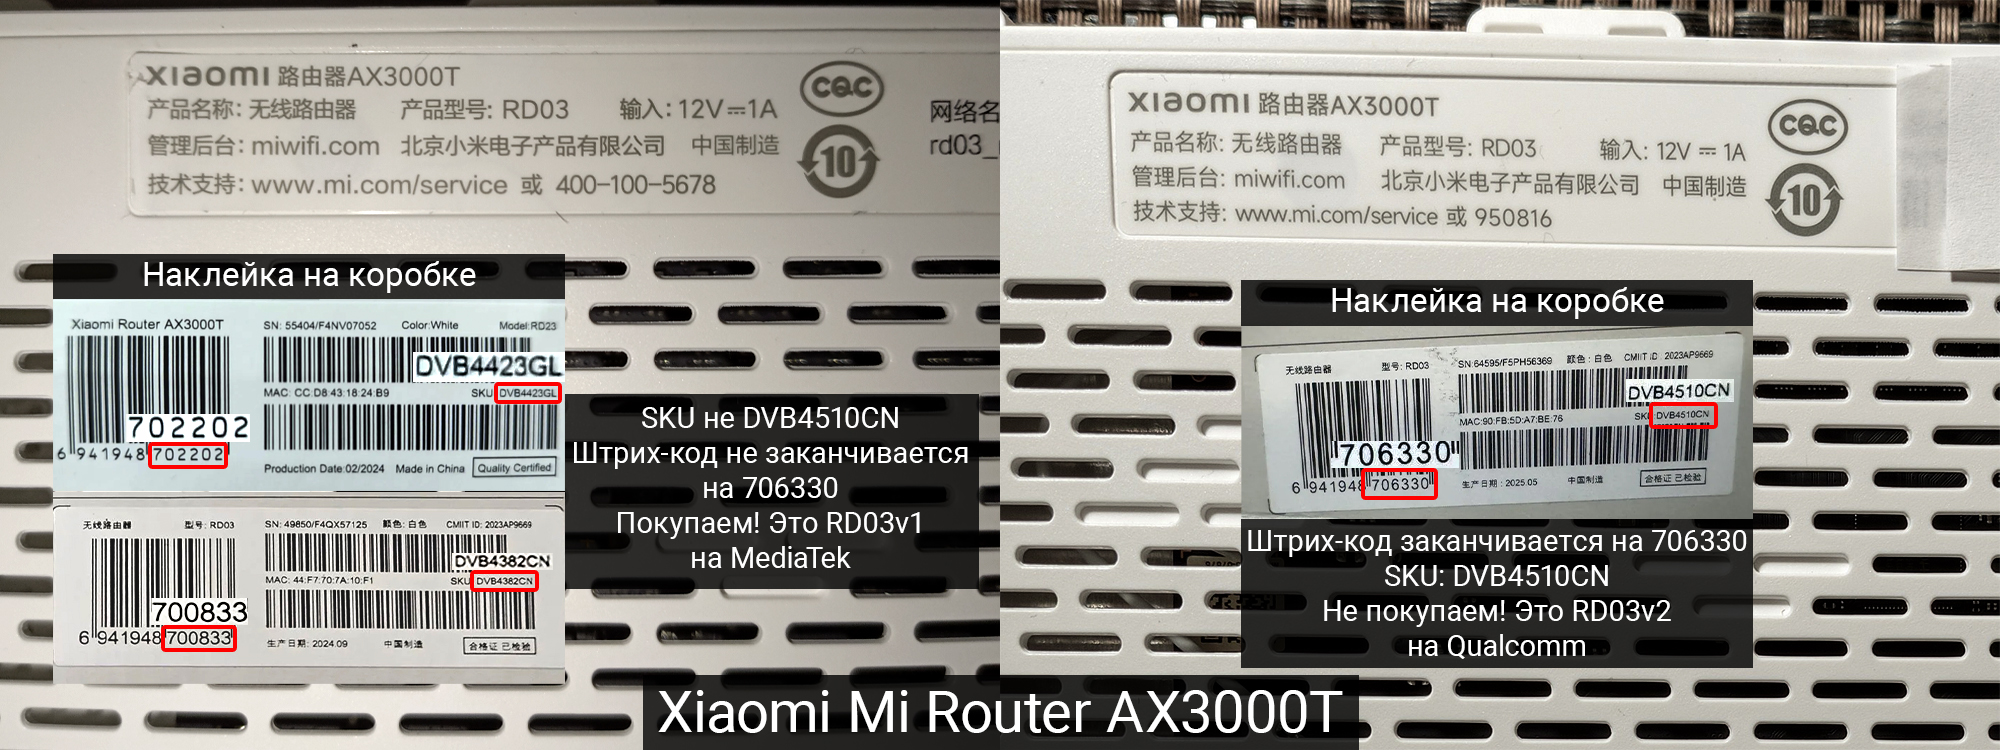 xiaomi 路由器AX3000T
产品名称: 无线路由器 产品型号: RD03 输入: 12V⎓1A
管理后台: miwifi.com 北京小米电子产品有限公司 中国制造
技术支持: www.mi.com/service 或 400-100-5678
CQC
10
网络名
rd03_
Наклейка на коробке
Xiaomi Router AX3000T SN: 55404/F4NV07052 Color:White Model:RD23
DVB4423GL
MAC: CC:D8:43:18:24:B9 SKU: DVB4423GL
702202
6 941948 702202
Production Date:02/2024 Made in China Quality Certified
无线路由器 型号: RD03 SN: 49850/F4QX57125 颜色: 白色 CMIIT ID: 2023AP9669
DVB4382CN
MAC: 44:F7:70:7A:10:F1 SKU: DVB4382CN
700833
6 941948 700833
生产日期: 2024.09 中国制造 合格证 已检验
SKU не DVB4510CN
Штрих-код не заканчивается
на 706330
Покупаем! Это RD03v1
на MediaTek
xiaomi 路由器AX3000T
产品名称: 无线路由器 产品型号: RD03 输入: 12V⎓1A
管理后台: miwifi.com 北京小米电子产品有限公司 中国制造
技术支持: www.mi.com/service 或 950816
CQC
10
Наклейка на коробке
无线路由器 型号: RD03 SN:64595/F5PH56369 颜色: 白色 CMIIT ID: 2023AP9669
DVB4510CN
MAC:90:FB:5D:A7:BE:76 SKU: DVB4510CN
706330
6 941948 706330
生产日期: 2025.05 中国制造 合格证 已检验
Штрих-код заканчивается на 706330
SKU: DVB4510CN
Не покупаем! Это RD03v2
на Qualcomm
Xiaomi Mi Router AX3000T